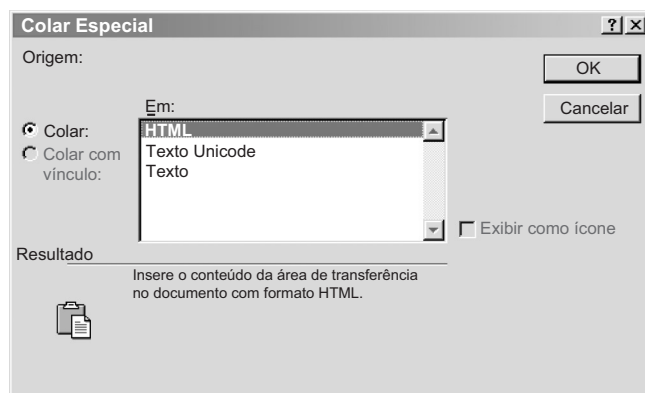 Colar Especial
Origem:
OK
Cancelar
Em:
Colar:
Colar com
vínculo:
HTML
Texto Unicode
Texto
Exibir como ícone
Resultado
Insere o conteúdo da área de transferência
no documento com formato HTML.